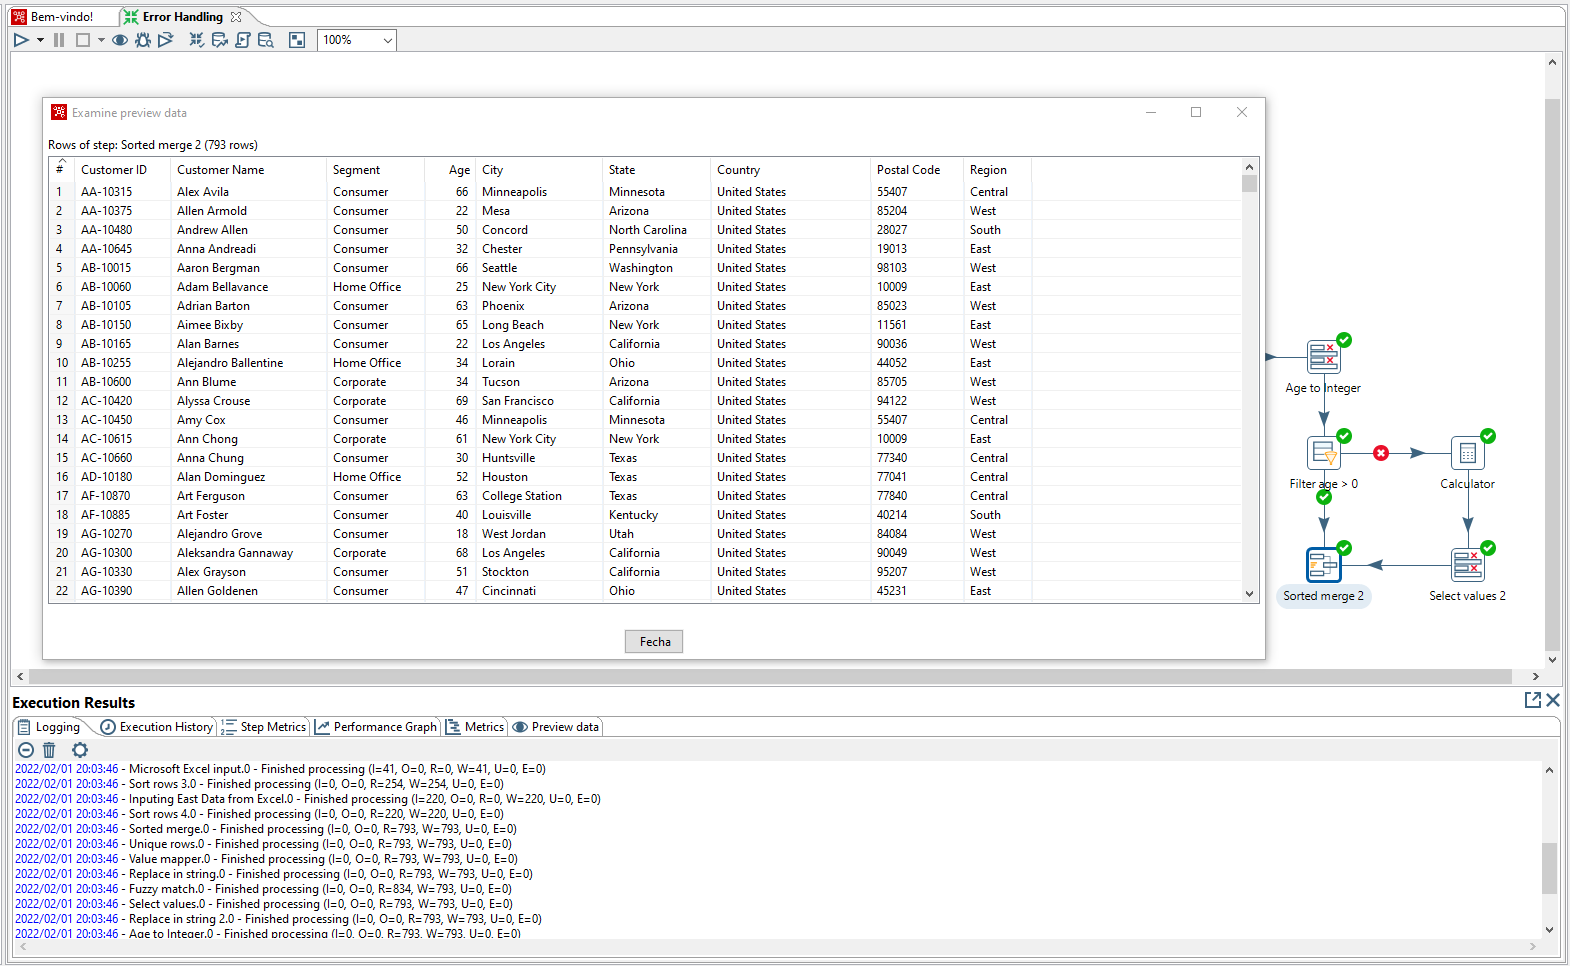 Bem-vindo!
Error Handling
100%
Examine preview data
Rows of step: Sorted merge 2 (793 rows)
# Customer ID Customer Name Segment Age City State Country Postal Code Region
1 AA-10315 Alex Avila Consumer 66 Minneapolis Minnesota United States 55407 Central
2 AA-10375 Allen Armold Consumer 22 Mesa Arizona United States 85204 West
3 AA-10480 Andrew Allen Consumer 50 Concord North Carolina United States 28027 South
4 AA-10645 Anna Andreadi Consumer 32 Chester Pennsylvania United States 19013 East
5 AB-10015 Aaron Bergman Consumer 66 Seattle Washington United States 98103 West
6 AB-10060 Adam Bellavance Home Office 25 New York City New York United States 10009 East
7 AB-10105 Adrian Barton Consumer 63 Phoenix Arizona United States 85023 West
8 AB-10150 Aimee Bixby Consumer 65 Long Beach New York United States 11561 East
9 AB-10165 Alan Barnes Consumer 22 Los Angeles California United States 90036 West
10 AB-10255 Alejandro Ballentine Home Office 34 Lorain Ohio United States 44052 East
11 AB-10600 Ann Blume Corporate 34 Tucson Arizona United States 85705 West
12 AC-10420 Alyssa Crouse Corporate 69 San Francisco California United States 94122 West
13 AC-10450 Amy Cox Consumer 46 Minneapolis Minnesota United States 55407 Central
14 AC-10615 Ann Chong Corporate 61 New York City New York United States 10009 East
15 AC-10660 Anna Chung Consumer 30 Huntsville Texas United States 77340 Central
16 AD-10180 Alan Dominguez Home Office 52 Houston Texas United States 77041 Central
17 AF-10870 Art Ferguson Consumer 63 College Station Texas United States 77840 Central
18 AF-10885 Art Foster Consumer 40 Louisville Kentucky United States 40214 South
19 AG-10270 Alejandro Grove Consumer 18 West Jordan Utah United States 84084 West
20 AG-10300 Aleksandra Gannaway Corporate 68 Los Angeles California United States 90049 West
21 AG-10330 Alex Grayson Consumer 51 Stockton California United States 95207 West
22 AG-10390 Allen Goldenen Consumer 47 Cincinnati Ohio United States 45231 East
Fecha
Age to Integer
Filter age > 0
Calculator
Sorted merge 2
Select values 2
Execution Results
Logging
Execution History
Step Metrics
Performance Graph
Metrics
Preview data
2022/02/01 20:03:46 - Microsoft Excel input.0 - Finished processing (I=41, O=0, R=0, W=41, U=0, E=0)
2022/02/01 20:03:46 - Sort rows 3.0 - Finished processing (I=0, O=0, R=254, W=254, U=0, E=0)
2022/02/01 20:03:46 - Inputing East Data from Excel.0 - Finished processing (I=220, O=0, R=0, W=220, U=0, E=0)
2022/02/01 20:03:46 - Sort rows 4.0 - Finished processing (I=0, O=0, R=220, W=220, U=0, E=0)
2022/02/01 20:03:46 - Sorted merge.0 - Finished processing (I=0, O=0, R=793, W=793, U=0, E=0)
2022/02/01 20:03:46 - Unique rows.0 - Finished processing (I=0, O=0, R=793, W=793, U=0, E=0)
2022/02/01 20:03:46 - Value mapper.0 - Finished processing (I=0, O=0, R=793, W=793, U=0, E=0)
2022/02/01 20:03:46 - Replace in string.0 - Finished processing (I=0, O=0, R=793, W=793, U=0, E=0)
2022/02/01 20:03:46 - Fuzzy match.0 - Finished processing (I=0, O=0, R=834, W=793, U=0, E=0)
2022/02/01 20:03:46 - Select values.0 - Finished processing (I=0, O=0, R=793, W=793, U=0, E=0)
2022/02/01 20:03:46 - Replace in string 2.0 - Finished processing (I=0, O=0, R=793, W=793, U=0, E=0)
2022/02/01 20:03:46 - Age to Integer.0 - Finished processing (I=0, O=0, R=793, W=793, U=0, E=0)